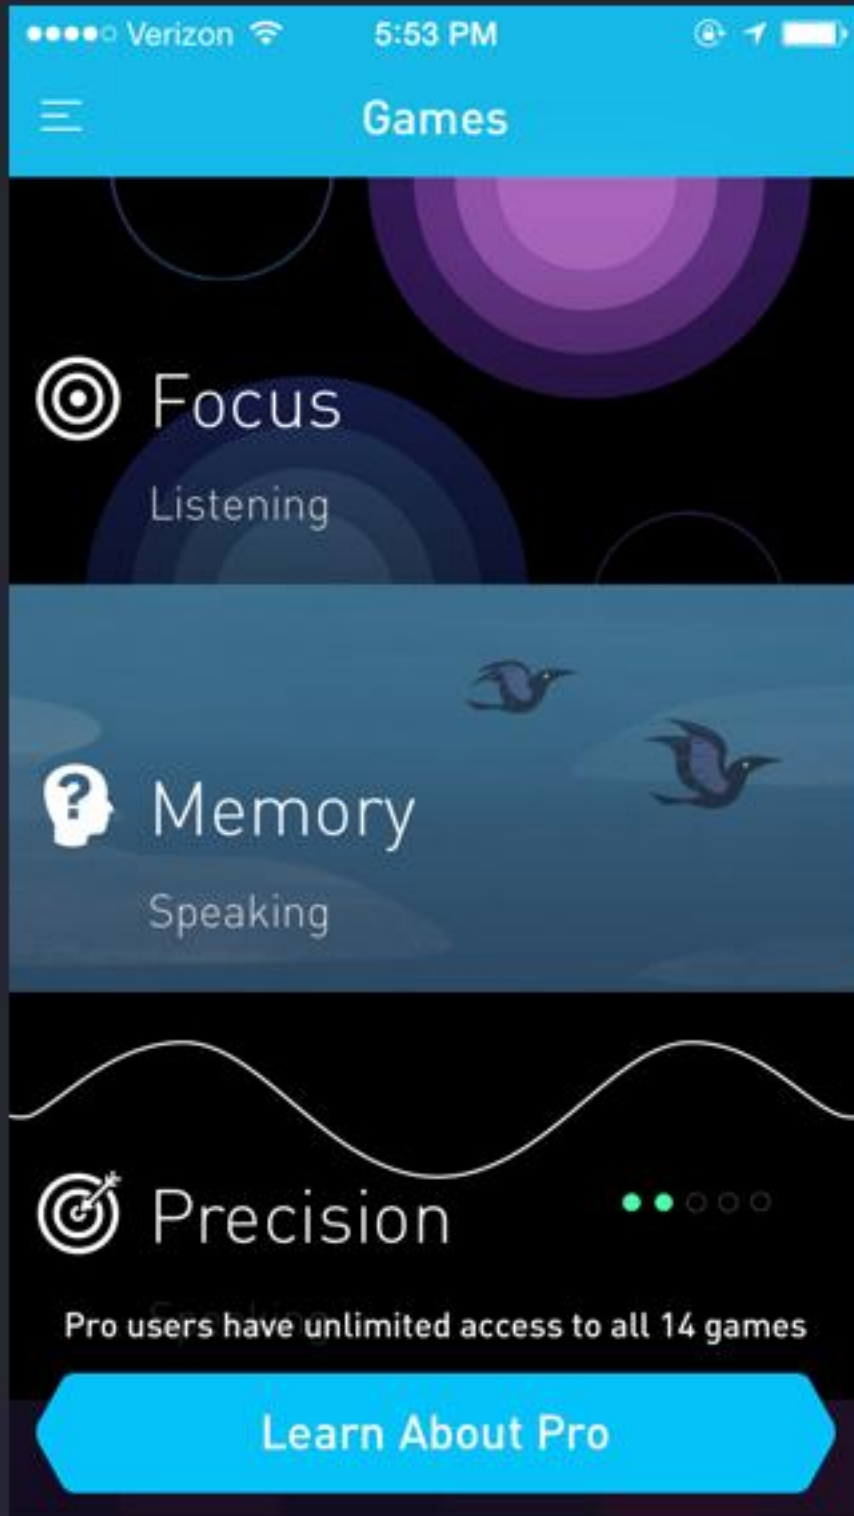 Verizon 5:53 PM
Games
Focus
Listening
Memory
Speaking
Precision
Speaking
Pro users have unlimited access to all 14 games
Learn About Pro